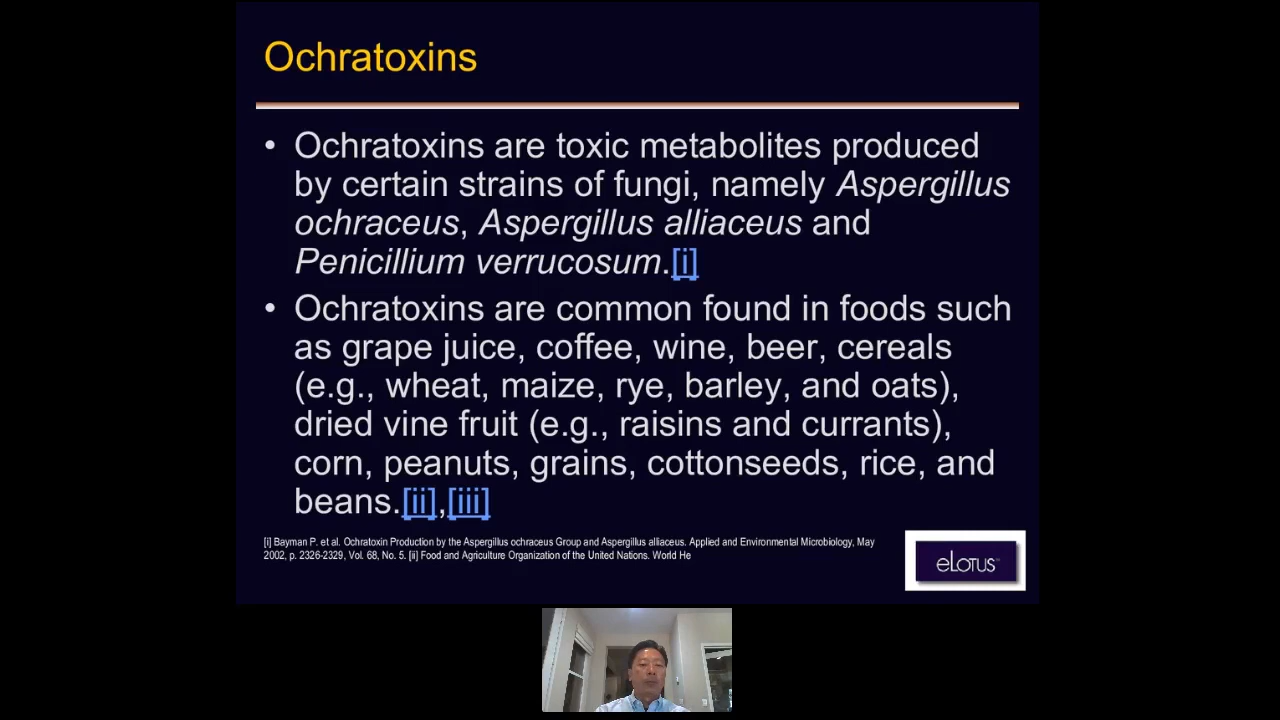 Ochratoxins
• Ochratoxins are toxic metabolites produced
by certain strains of fungi, namely Aspergillus
ochraceus, Aspergillus alliaceus and
Penicillium verrucosum.[i]
• Ochratoxins are common found in foods such
as grape juice, coffee, wine, beer, cereals
(e.g., wheat, maize, rye, barley, and oats),
dried vine fruit (e.g., raisins and currants),
corn, peanuts, grains, cottonseeds, rice, and
beans.[ii],[iii]
[i] Bayman P. et al. Ochratoxin Production by the Aspergillus ochraceus Group and Aspergillus alliaceus. Applied and Environmental Microbiology, May
2002, p. 2326-2329, Vol. 68, No. 5. [ii] Food and Agriculture Organization of the United Nations. World He
eLOTUS